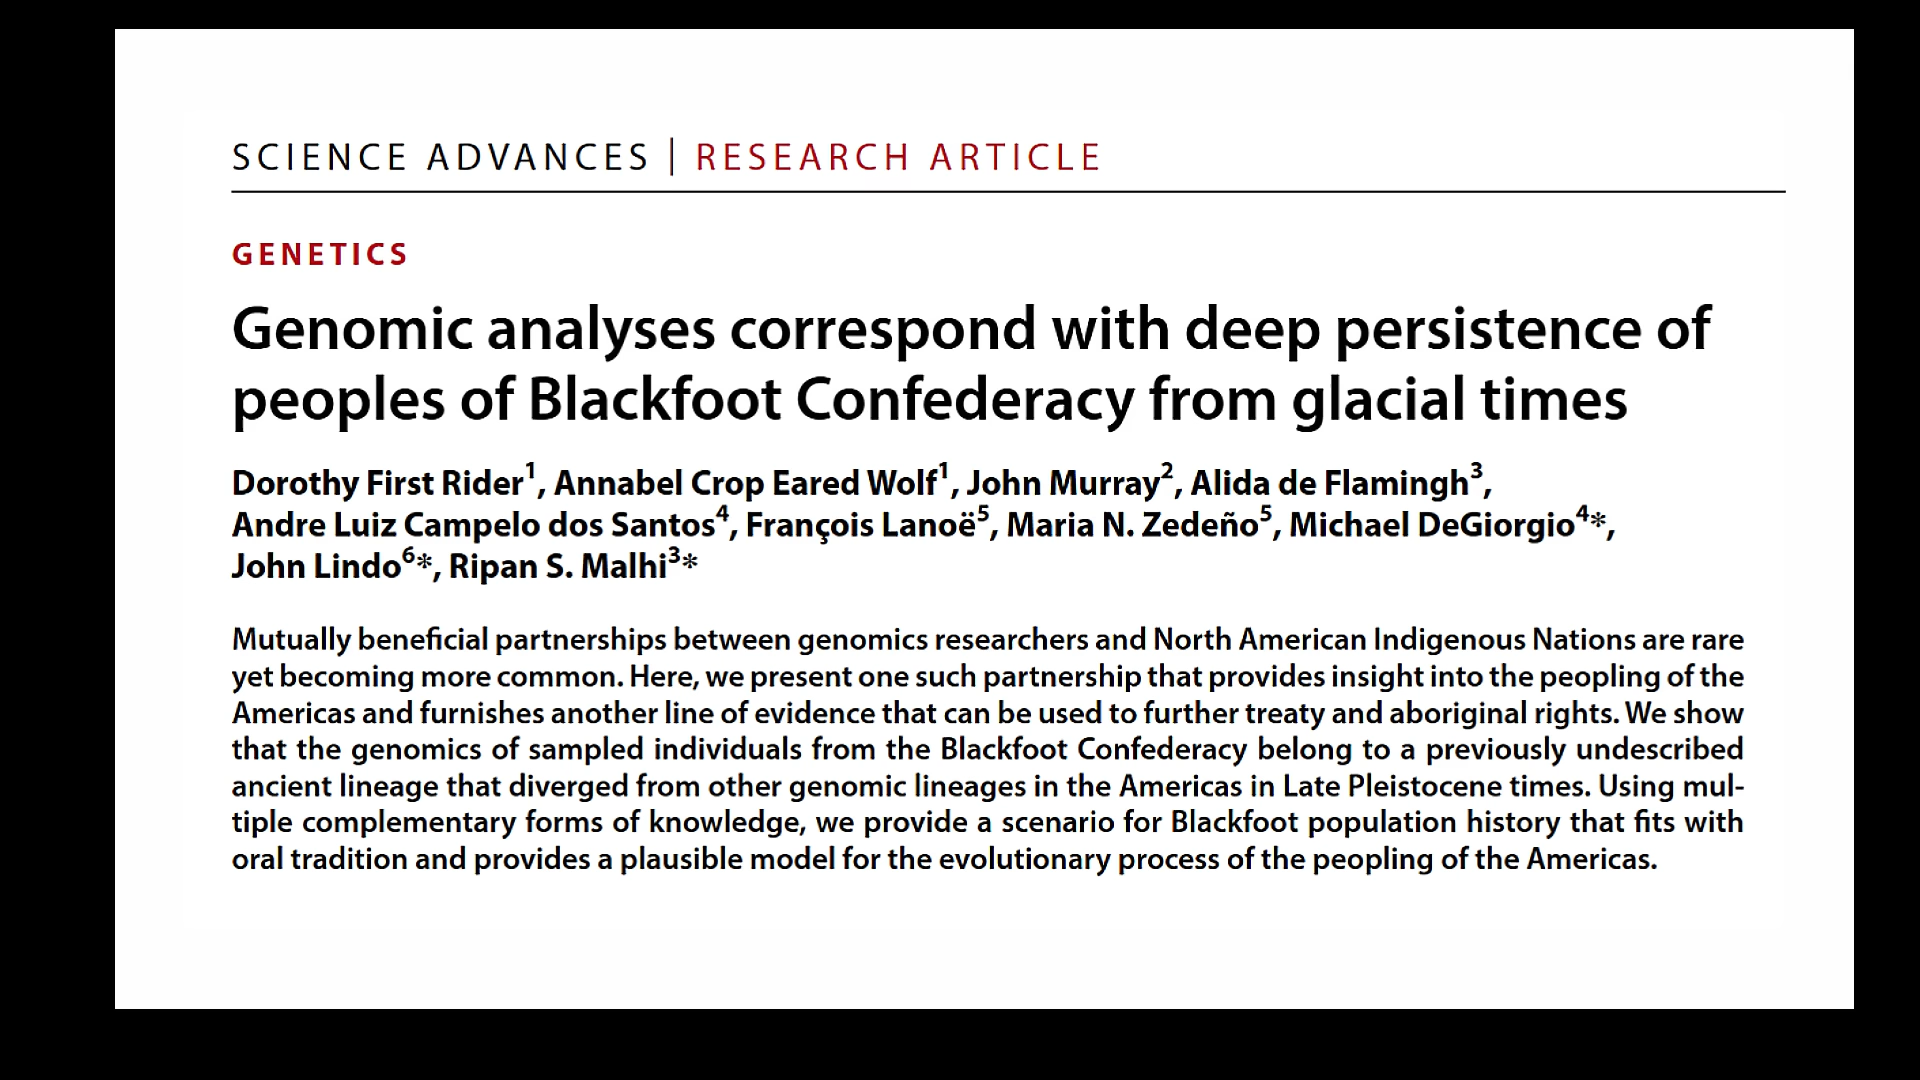 SCIENCE ADVANCES | RESEARCH ARTICLE
GENETICS
Genomic analyses correspond with deep persistence of
peoples of Blackfoot Confederacy from glacial times
Dorothy First Rider1, Annabel Crop Eared Wolf1, John Murray2, Alida de Flamingh3,
Andre Luiz Campelo dos Santos4, François Lanoë5, Maria N. Zedeño5, Michael DeGiorgio4*,
John Lindo6*, Ripan S. Malhi3*
Mutually beneficial partnerships between genomics researchers and North American Indigenous Nations are rare
yet becoming more common. Here, we present one such partnership that provides insight into the peopling of the
Americas and furnishes another line of evidence that can be used to further treaty and aboriginal rights. We show
that the genomics of sampled individuals from the Blackfoot Confederacy belong to a previously undescribed
ancient lineage that diverged from other genomic lineages in the Americas in Late Pleistocene times. Using mul-
tiple complementary forms of knowledge, we provide a scenario for Blackfoot population history that fits with
oral tradition and provides a plausible model for the evolutionary process of the peopling of the Americas.